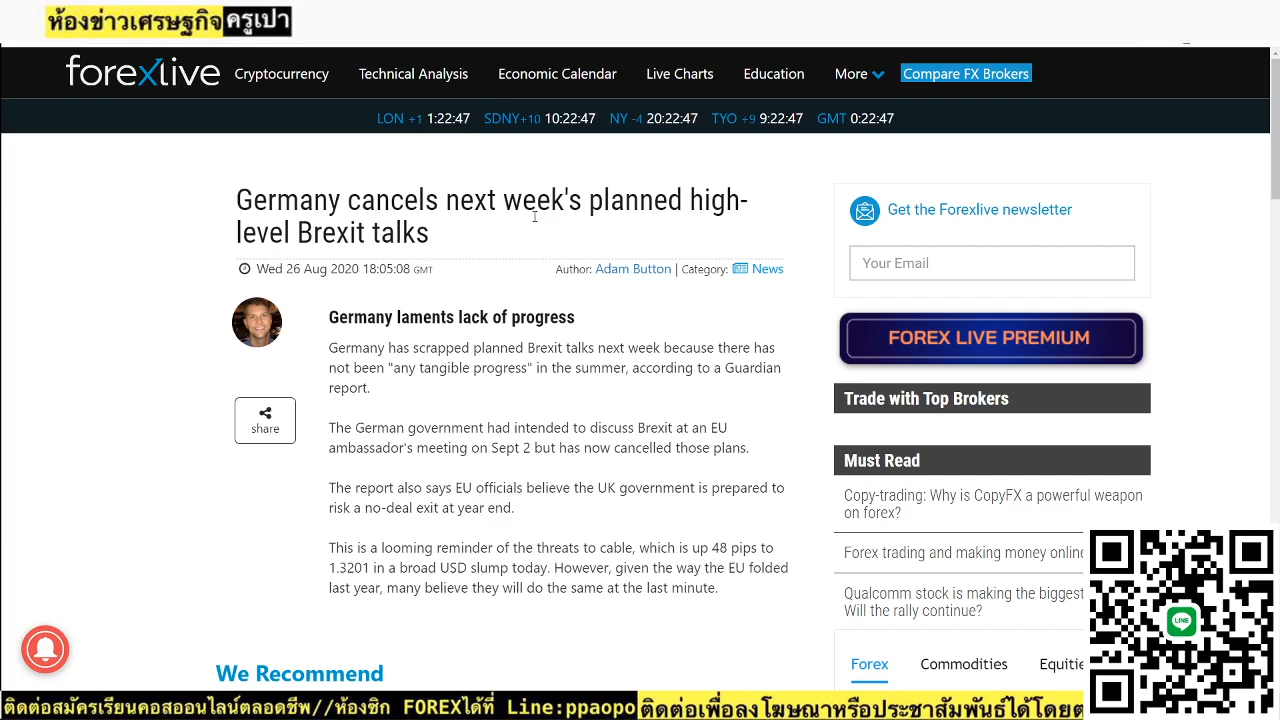 ห้องข่าวเศรษฐกิจครูเปา
forexlive Cryptocurrency Technical Analysis Economic Calendar Live Charts Education More Compare FX Brokers
LON +1 1:22:47 SDNY+10 10:22:47 NY -4 20:22:47 TYO +9 9:22:47 GMT 0:22:47
Germany cancels next week's planned high-
level Brexit talks
Wed 26 Aug 2020 18:05:08 GMT Author: Adam Button | Category: News
Germany laments lack of progress
Germany has scrapped planned Brexit talks next week because there has
not been "any tangible progress" in the summer, according to a Guardian
report.
share
The German government had intended to discuss Brexit at an EU
ambassador's meeting on Sept 2 but has now cancelled those plans.
The report also says EU officials believe the UK government is prepared to
risk a no-deal exit at year end.
This is a looming reminder of the threats to cable, which is up 48 pips to
1.3201 in a broad USD slump today. However, given the way the EU folded
last year, many believe they will do the same at the last minute.
We Recommend
Get the Forexlive newsletter
Your Email
FOREX LIVE PREMIUM
Trade with Top Brokers
Must Read
Copy-trading: Why is CopyFX a powerful weapon
on forex?
Forex trading and making money online
Qualcomm stock is making the biggest
Will the rally continue?
Forex Commodities Equitie
LINE
ติดต่อสมัครเรียนคอสออนไลน์ตลอดชีพ//ห้องซิก FOREXได้ที่ Line:ppaopo ติดต่อเพื่อลงโฆษณาหรือประชาสัมพันธ์ได้โดยต